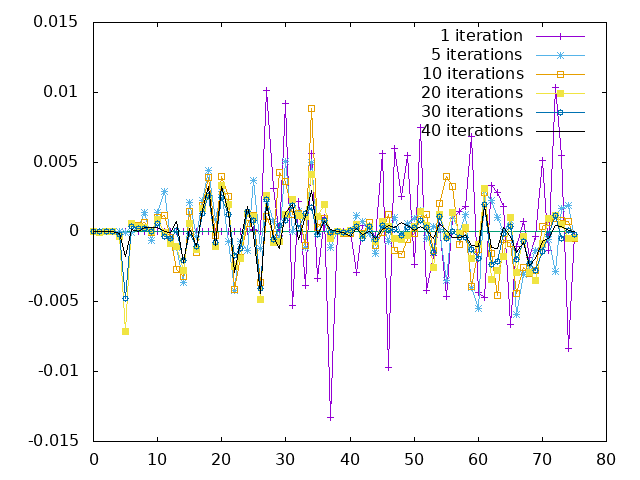 0.015
0.01
0.005
0
-0.005
-0.01
-0.015
0 10 20 30 40 50 60 70 80
1 iteration
5 iterations
10 iterations
20 iterations
30 iterations
40 iterations